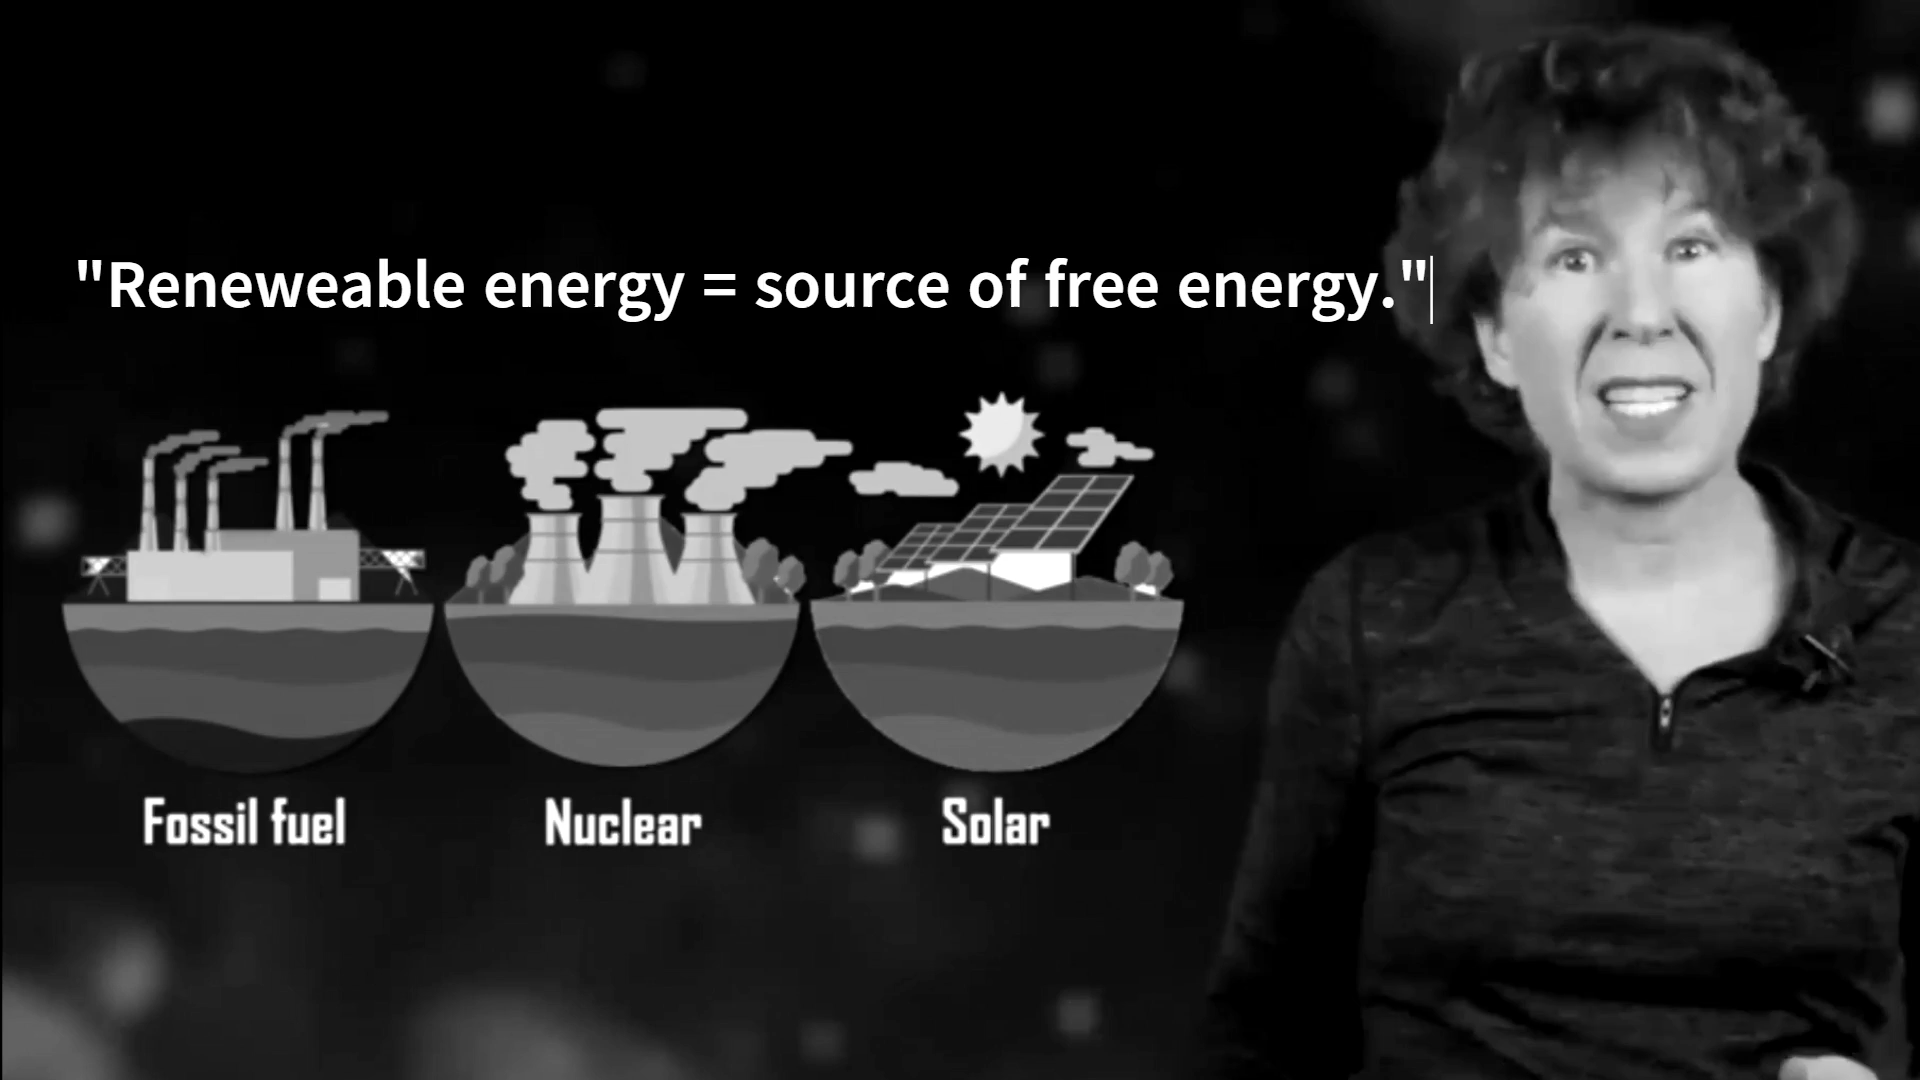 "Reneweable energy = source of free energy."
Fossil fuel
Nuclear
Solar